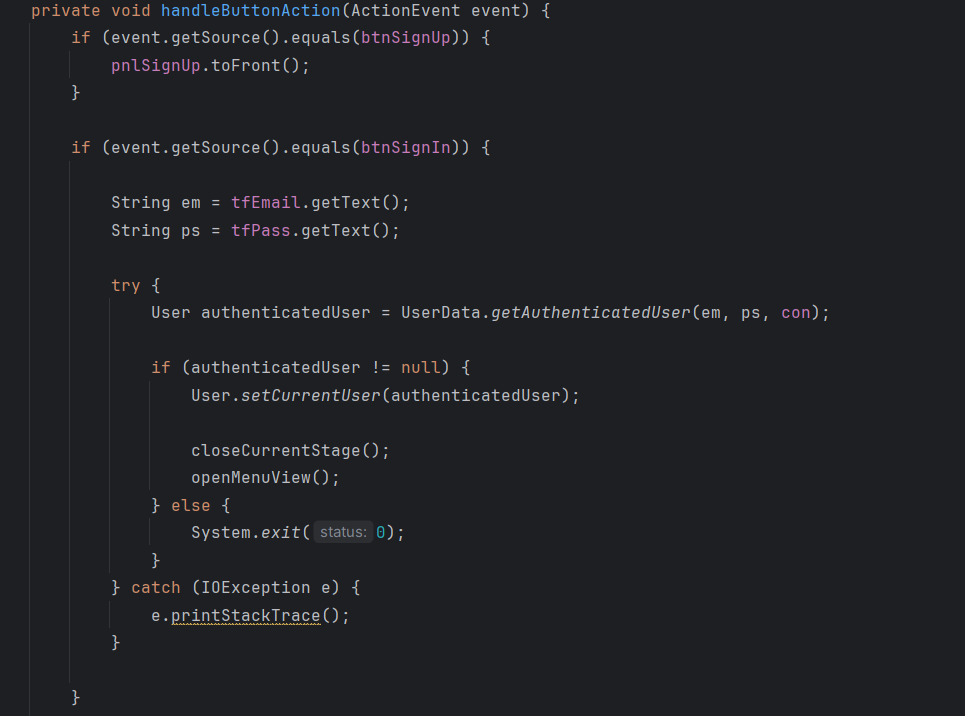 private void handleButtonAction(ActionEvent event) {
if (event.getSource().equals(btnSignUp)) {
pnlSignUp.toFront();
}
if (event.getSource().equals(btnSignIn)) {
String em = tfEmail.getText();
String ps = tfPass.getText();
try {
User authenticatedUser = UserData.getAuthenticatedUser(em, ps, con);
if (authenticatedUser != null) {
User.setCurrentUser(authenticatedUser);
closeCurrentStage();
openMenuView();
} else {
System.exit( status: 0);
}
} catch (IOException e) {
e.printStackTrace();
}
}